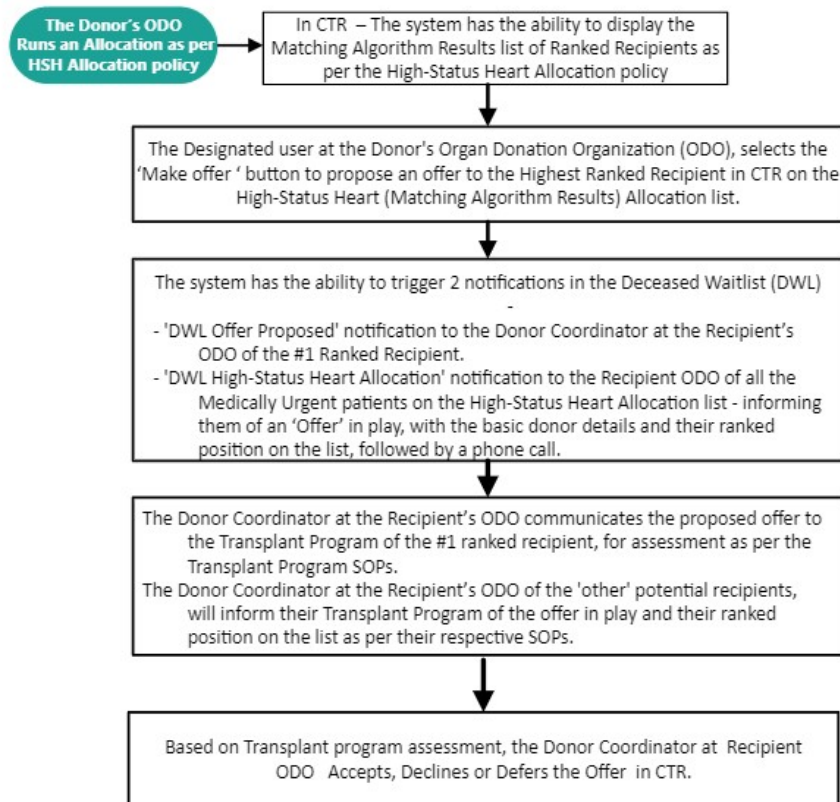 The Donor's ODO
Runs an Allocation as per
HSH Allocation policy
In CTR – The system has the ability to display the
Matching Algorithm Results list of Ranked Recipients as
per the High-Status Heart Allocation policy
The Designated user at the Donor's Organ Donation Organization (ODO), selects the
'Make offer ' button to propose an offer to the Highest Ranked Recipient in CTR on the
High-Status Heart (Matching Algorithm Results) Allocation list.
The system has the ability to trigger 2 notifications in the Deceased Waitlist (DWL)
-
- 'DWL Offer Proposed' notification to the Donor Coordinator at the Recipient's
ODO of the #1 Ranked Recipient.
- 'DWL High-Status Heart Allocation' notification to the Recipient ODO of all the
Medically Urgent patients on the High-Status Heart Allocation list - informing
them of an 'Offer' in play, with the basic donor details and their ranked
position on the list, followed by a phone call.
The Donor Coordinator at the Recipient's ODO communicates the proposed offer to
the Transplant Program of the #1 ranked recipient, for assessment as per the
Transplant Program SOPs.
The Donor Coordinator at the Recipient's ODO of the 'other' potential recipients,
will inform their Transplant Program of the offer in play and their ranked
position on the list as per their respective SOPs.
Based on Transplant program assessment, the Donor Coordinator at Recipient
ODO Accepts, Declines or Defers the Offer in CTR.